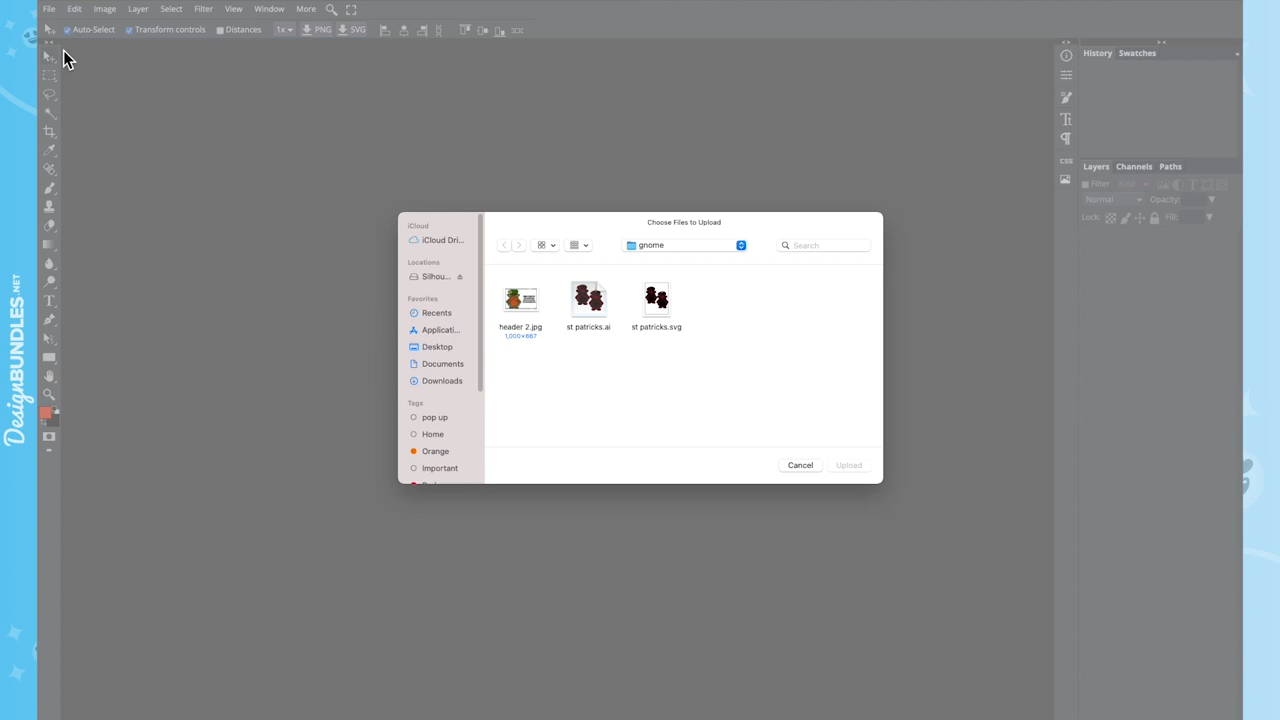 File Edit Image Layer Select Filter View Window More
Auto-Select Transform controls Distances 1x PNG SVG
History Swatches
Layers Channels Paths
Filter Kind
Normal Opacity:
Lock: Fill:
CSS
Choose Files to Upload
gnome
Search
iCloud
iCloud Dri...
Locations
Silhou...
Favorites
Recents
Applicati...
Desktop
Documents
Downloads
Tags
pop up
Home
Orange
Important
header 2.jpg
1,000×667
st patricks.ai
st patricks.svg
Cancel Upload
DesignBUNDLES.NET